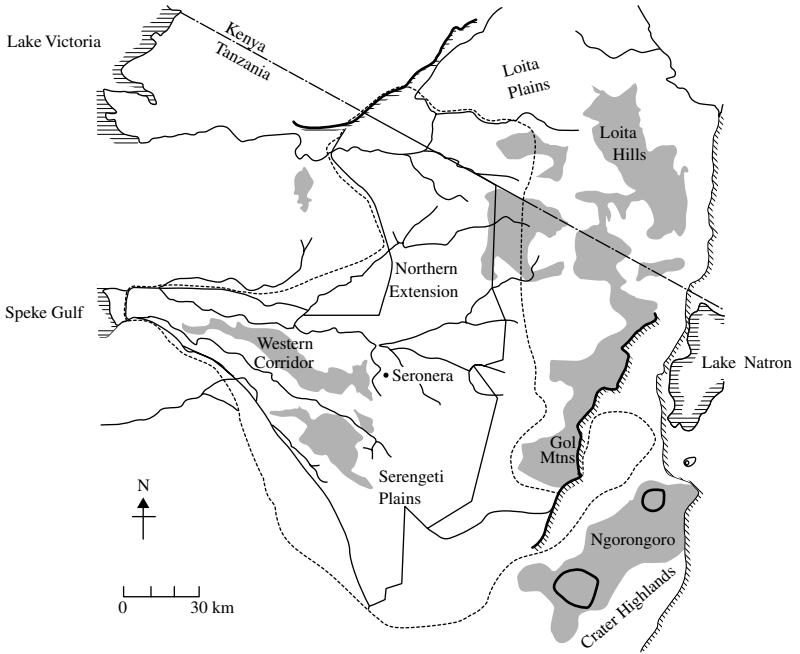 Lake Victoria
Kenya
Tanzania
Loita
Plains
Loita
Hills
Northern
Extension
Speke Gulf
Western
Corridor
Seronera
Lake Natron
Gol
Mtns
Serengeti
Plains
N
Ngorongoro
Crater Highlands
0 30 km